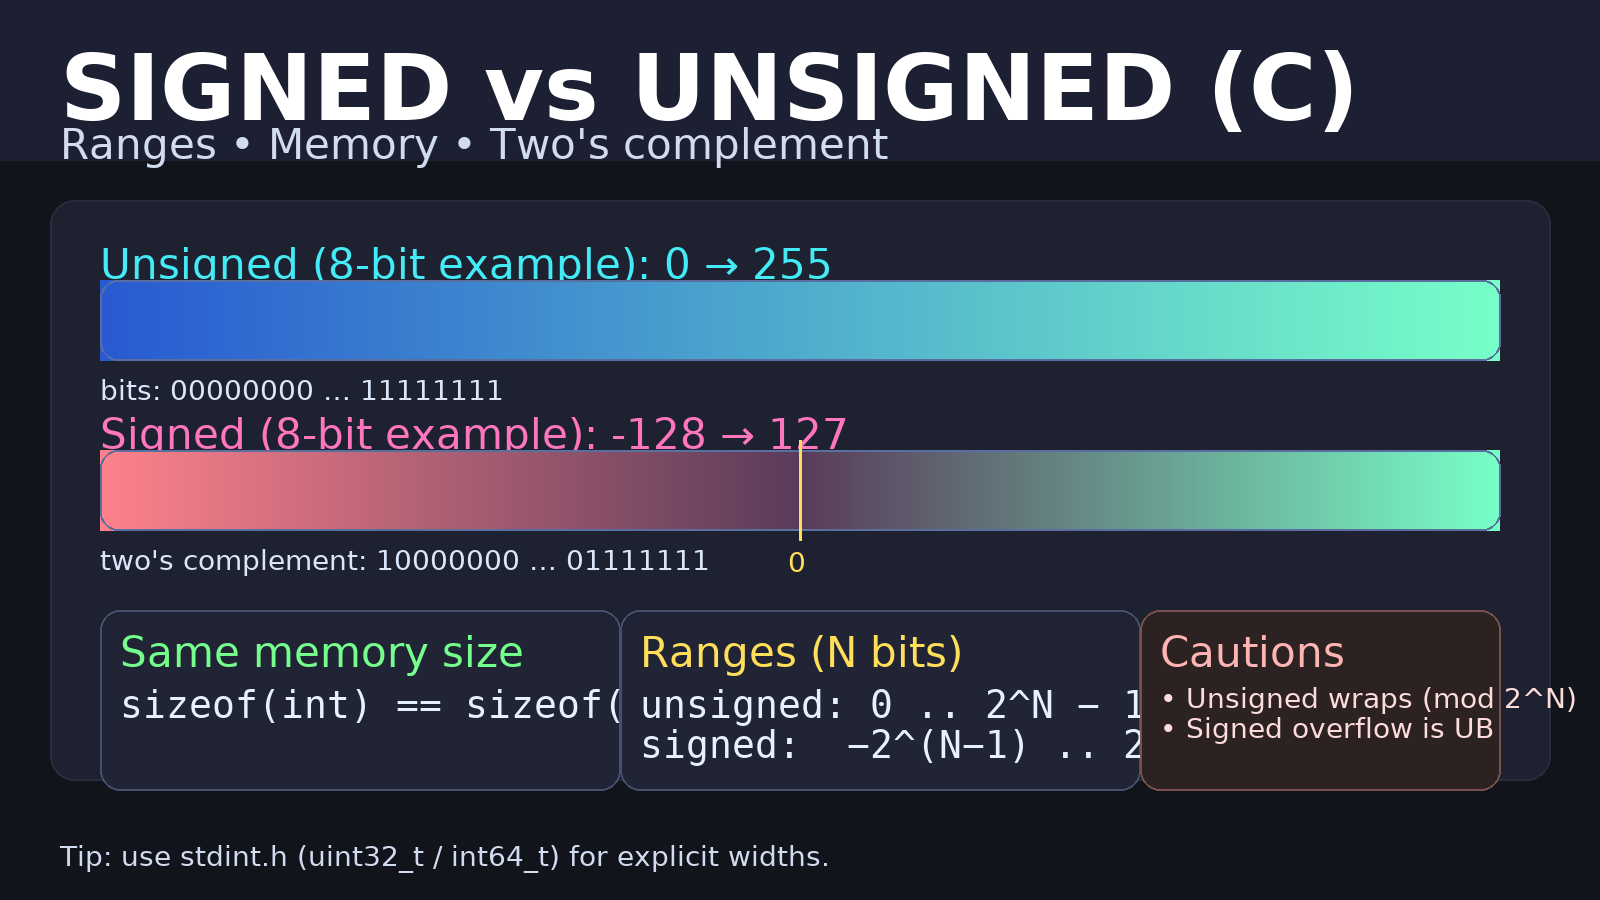 SIGNED vs UNSIGNED (C)
Ranges • Memory • Two's complement
Unsigned (8-bit example): 0 → 255
bits: 00000000 … 11111111
Signed (8-bit example): -128 → 127
two's complement: 10000000 … 01111111
0
Same memory size
sizeof(int) == sizeof(
Ranges (N bits)
unsigned: 0 .. 2^N − 1
signed:  −2^(N−1) .. 2
Cautions
• Unsigned wraps (mod 2^N)
• Signed overflow is UB
Tip: use stdint.h (uint32_t / int64_t) for explicit widths.